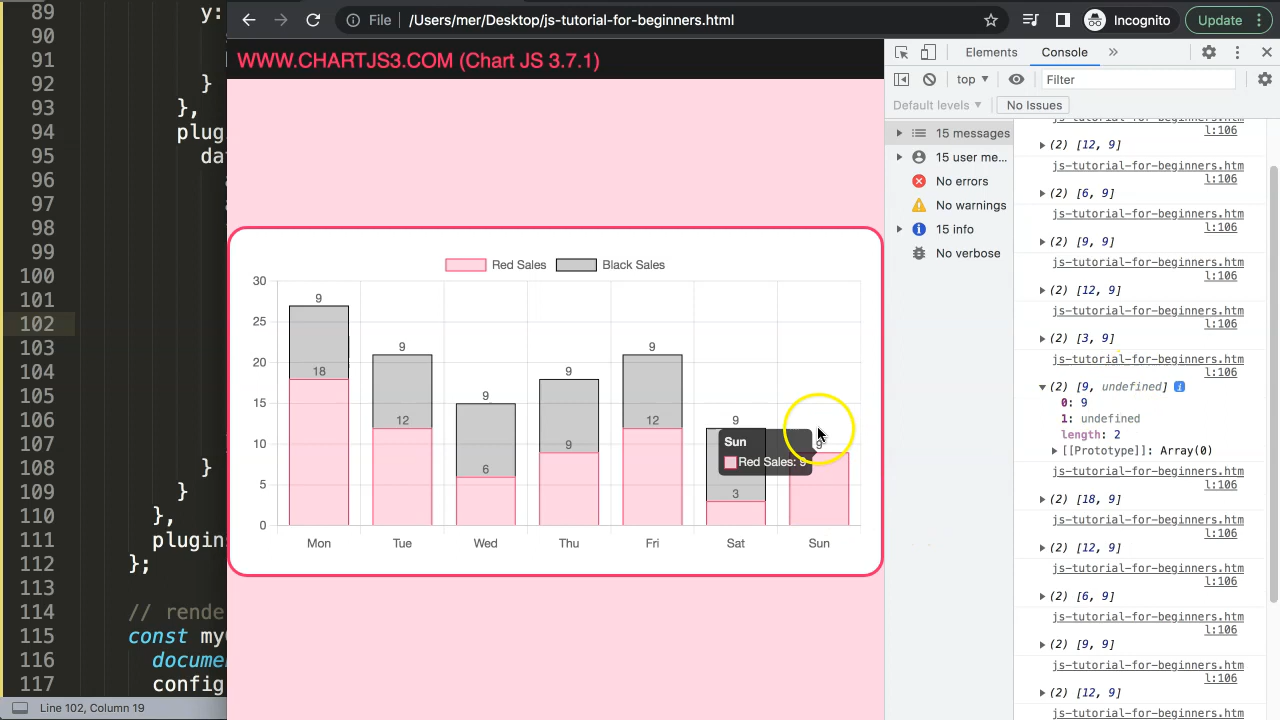 89 y:
90
91
92 }
93 },
94 plug
95 da
96
97
98
99
100
101
102
103
104
105
106
107
108 }
109 }
110 },
111 plugin
112 };
113
114 // rende
115 const my
116 docume
117 config
Line 102, Column 19
File /Users/mer/Desktop/js-tutorial-for-beginners.html Incognito Update
WWW.CHARTJS3.COM (Chart JS 3.7.1)
Red Sales Black Sales
30
25
20
15
10
5
0
9 9 9 9 9 9 9
18 12 6 9 12 3
Sun
Red Sales: 9
Mon Tue Wed Thu Fri Sat Sun
Elements Console »
top Filter
Default levels No Issues
15 messages
15 user me...
No errors
No warnings
15 info
No verbose
js-tutorial-for-beginners.htm
l:106
(2) [12, 9]
js-tutorial-for-beginners.htm
l:106
(2) [6, 9]
js-tutorial-for-beginners.htm
l:106
(2) [9, 9]
js-tutorial-for-beginners.htm
l:106
(2) [12, 9]
js-tutorial-for-beginners.htm
l:106
(2) [3, 9]
js-tutorial-for-beginners.htm
l:106
(2) [9, undefined] i
0: 9
1: undefined
length: 2
[[Prototype]]: Array(0)
js-tutorial-for-beginners.htm
l:106
(2) [18, 9]
js-tutorial-for-beginners.htm
l:106
(2) [12, 9]
js-tutorial-for-beginners.htm
l:106
(2) [6, 9]
js-tutorial-for-beginners.htm
l:106
(2) [9, 9]
js-tutorial-for-beginners.htm
l:106
(2) [12, 9]
js-tutorial-for-beginners.htm